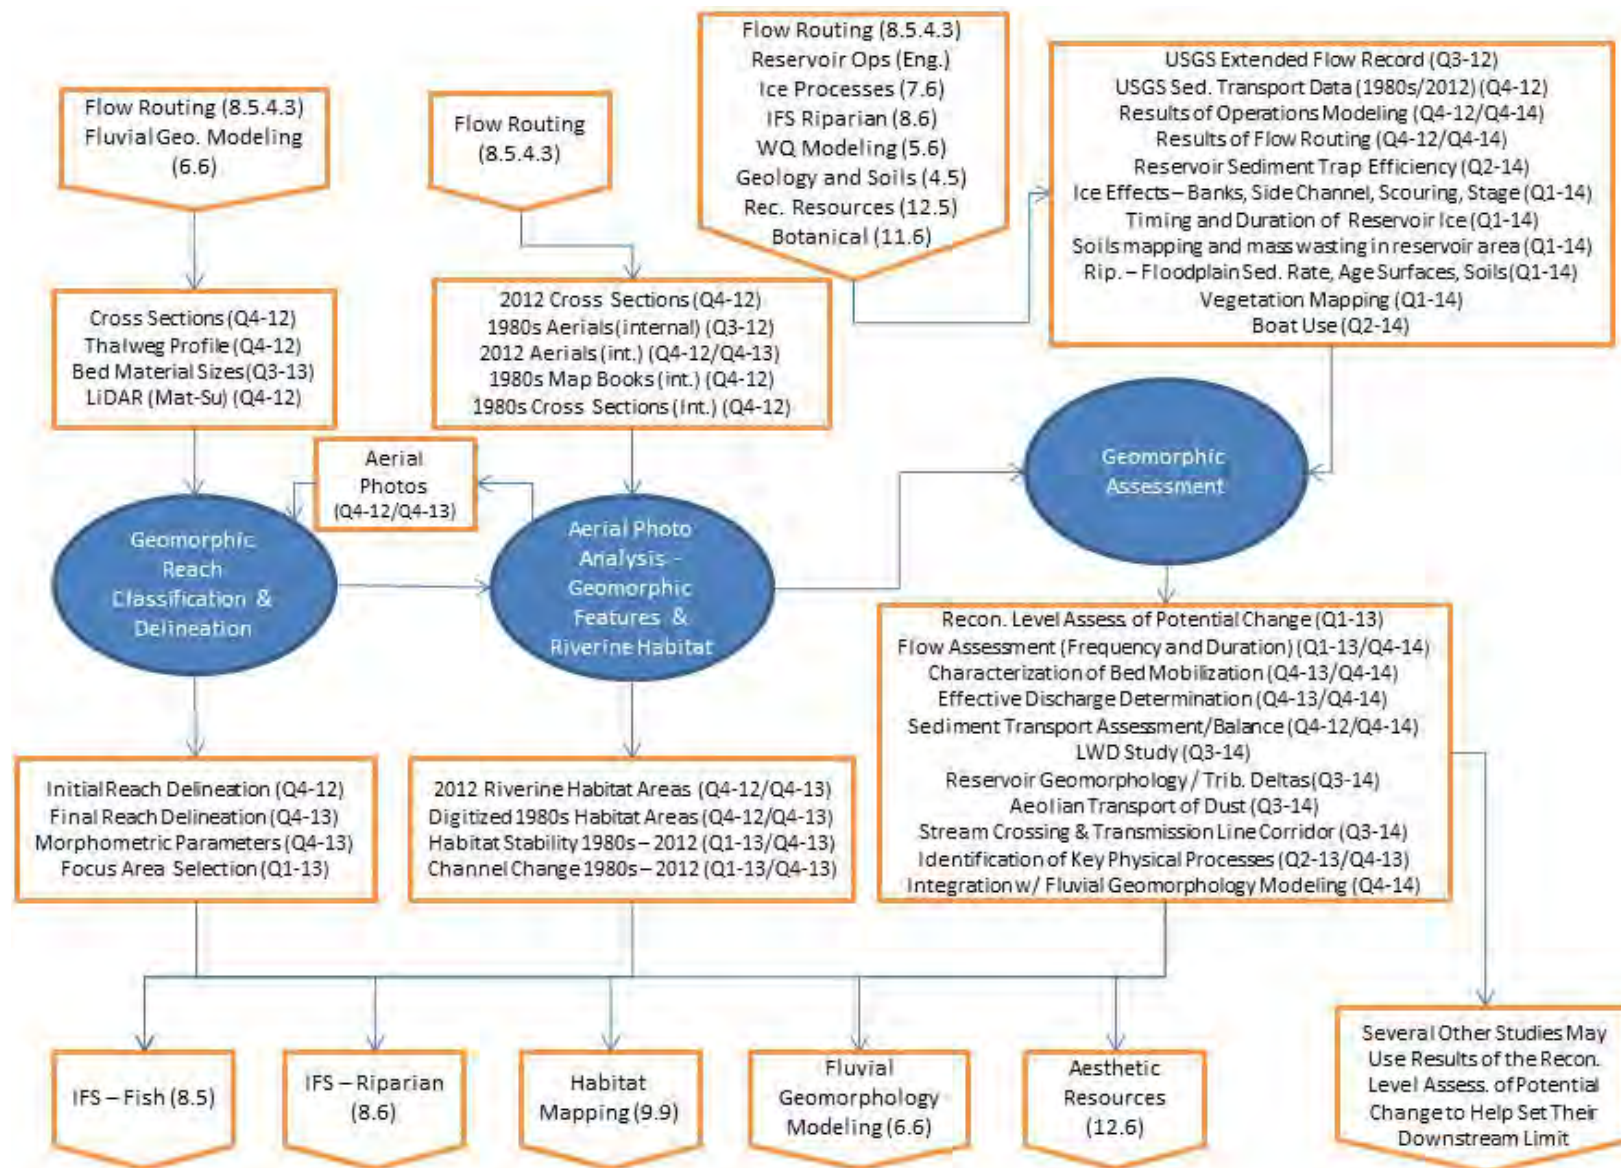 Flow Routing (8.5.4.3)
Fluvial Geo. Modeling
(6.6)
Flow Routing
(8.5.4.3)
Flow Routing (8.5.4.3)
Reservoir Ops (Eng.)
Ice Processes (7.6)
IFS Riparian (8.6)
WQ Modeling (5.6)
Geology and Soils (4.5)
Rec. Resources (12.5)
Botanical (11.6)
USGS Extended Flow Record (Q3-12)
USGS Sed. Transport Data (1980s/2012) (Q4-12)
Results of Operations Modeling (Q4-12/Q4-14)
Results of Flow Routing (Q4-12/Q4-14)
Reservoir Sediment Trap Efficiency (Q2-14)
Ice Effects – Banks, Side Channel, Scouring, Stage (Q1-14)
Timing and Duration of Reservoir Ice (Q1-14)
Soils mapping and mass wasting in reservoir area (Q1-14)
Rip. – Floodplain Sed. Rate, Age Surfaces, Soils (Q1-14)
Vegetation Mapping (Q1-14)
Boat Use (Q2-14)
Cross Sections (Q4-12)
Thalweg Profile (Q4-12)
Bed Material Sizes (Q3-13)
LiDAR (Mat-Su) (Q4-12)
2012 Cross Sections (Q4-12)
1980s Aerials (internal) (Q3-12)
2012 Aerials (int.) (Q4-12/Q4-13)
1980s Map Books (int.) (Q4-12)
1980s Cross Sections (Int.) (Q4-12)
Aerial
Photos
(Q4-12/Q4-13)
Geomorphic
Reach
Classification &
Delineation
Aerial Photo
Analysis -
Geomorphic
Features &
Riverine Habitat
Geomorphic
Assessment
Initial Reach Delineation (Q4-12)
Final Reach Delineation (Q4-13)
Morphometric Parameters (Q4-13)
Focus Area Selection (Q1-13)
2012 Riverine Habitat Areas (Q4-12/Q4-13)
Digitized 1980s Habitat Areas (Q4-12/Q4-13)
Habitat Stability 1980s – 2012 (Q1-13/Q4-13)
Channel Change 1980s – 2012 (Q1-13/Q4-13)
Recon. Level Assess. of Potential Change (Q1-13)
Flow Assessment (Frequency and Duration) (Q1-13/Q4-14)
Characterization of Bed Mobilization (Q4-13/Q4-14)
Effective Discharge Determination (Q4-13/Q4-14)
Sediment Transport Assessment/Balance (Q4-12/Q4-14)
LWD Study (Q3-14)
Reservoir Geomorphology / Trib. Deltas (Q3-14)
Aeolian Transport of Dust (Q3-14)
Stream Crossing & Transmission Line Corridor (Q3-14)
Identification of Key Physical Processes (Q2-13/Q4-13)
Integration w/ Fluvial Geomorphology Modeling (Q4-14)
IFS – Fish (8.5)
IFS – Riparian
(8.6)
Habitat
Mapping (9.9)
Fluvial
Geomorphology
Modeling (6.6)
Aesthetic
Resources
(12.6)
Several Other Studies May
Use Results of the Recon.
Level Assess. of Potential
Change to Help Set Their
Downstream Limit